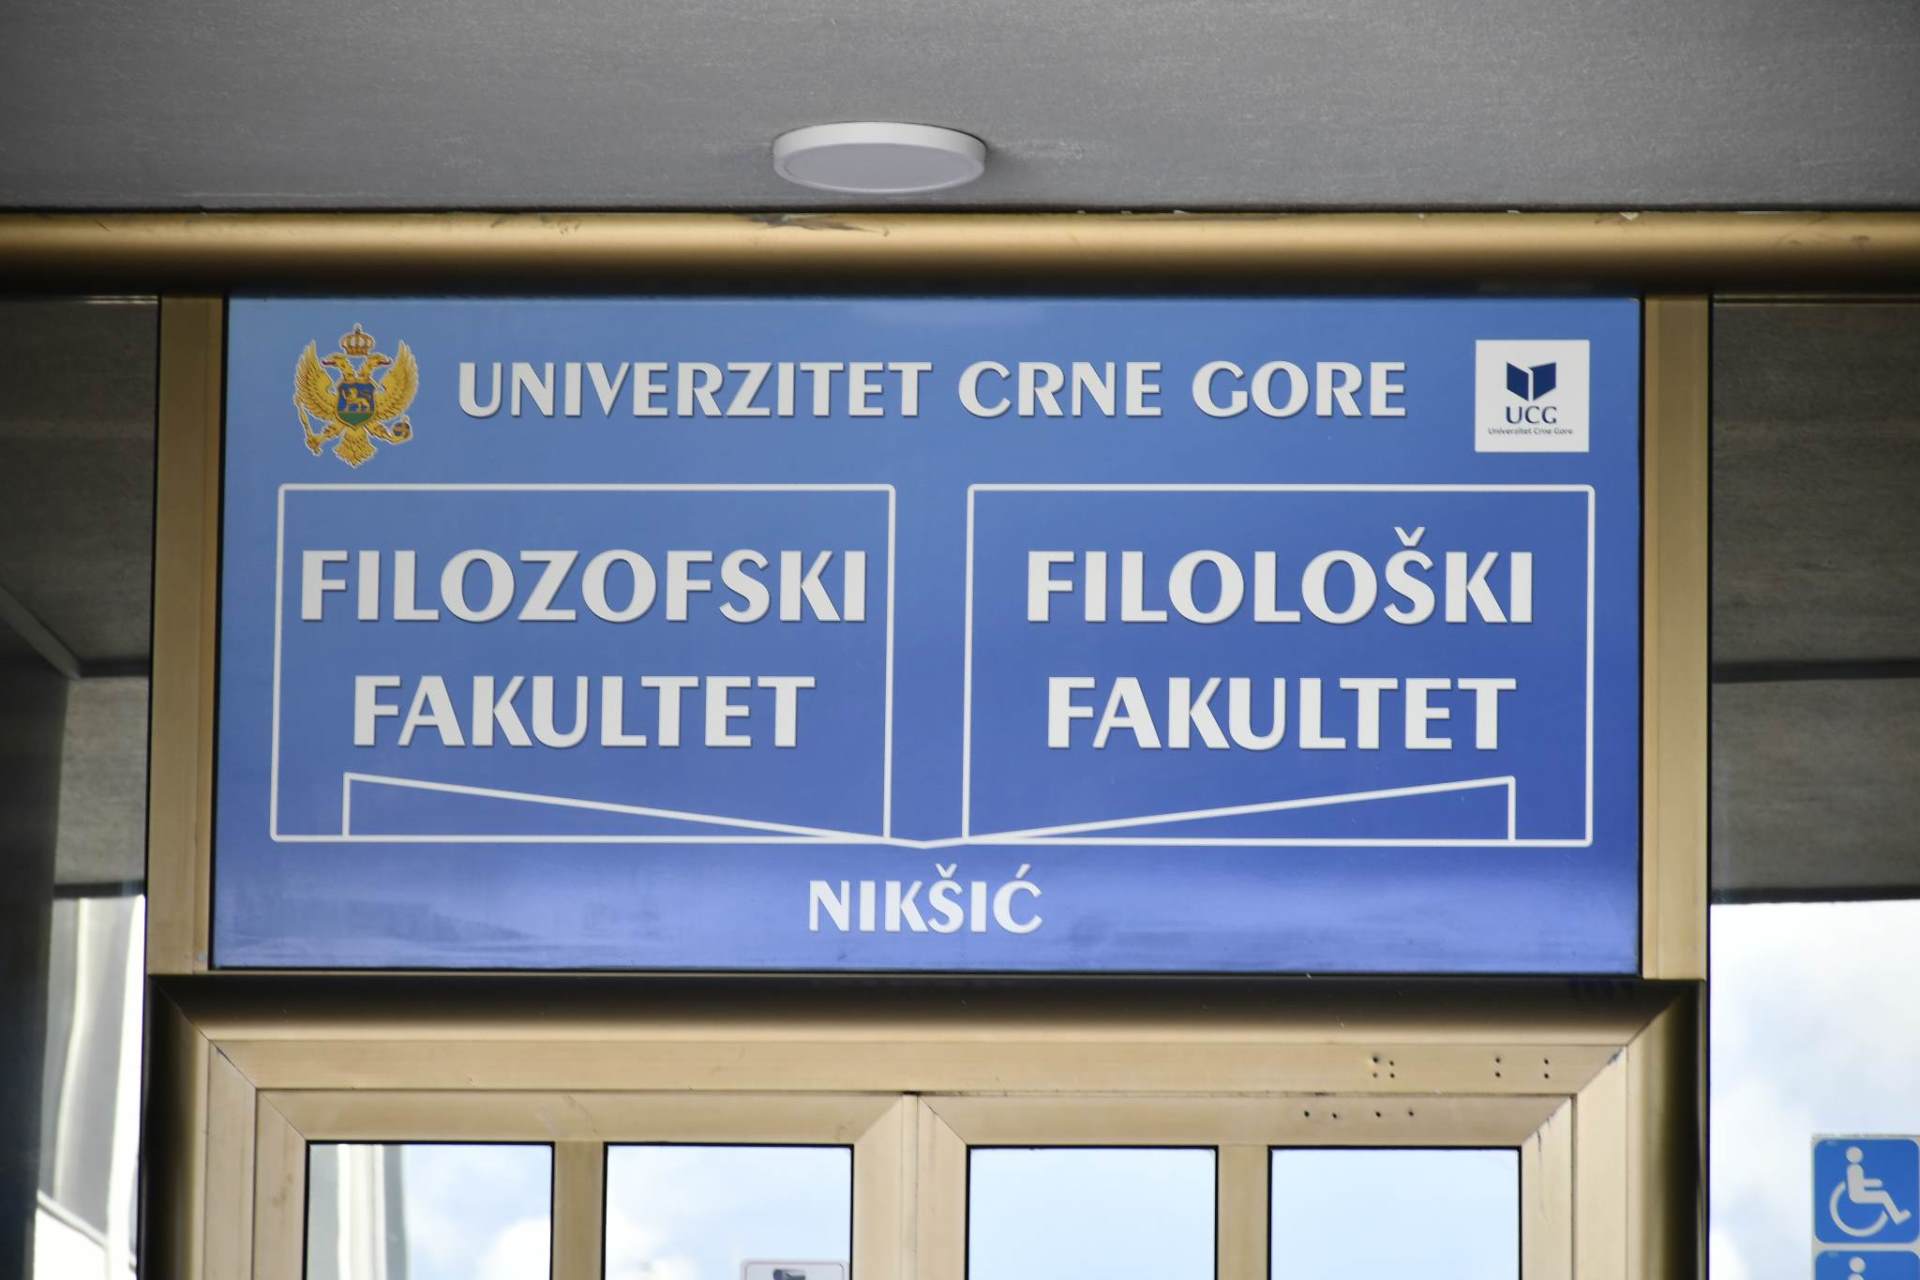 UNIVERZITET CRNE GORE
UCG
Univerzitet Crne Gore
FILOZOFSKI
FAKULTET
FILOLOŠKI
FAKULTET
NIKŠIĆ